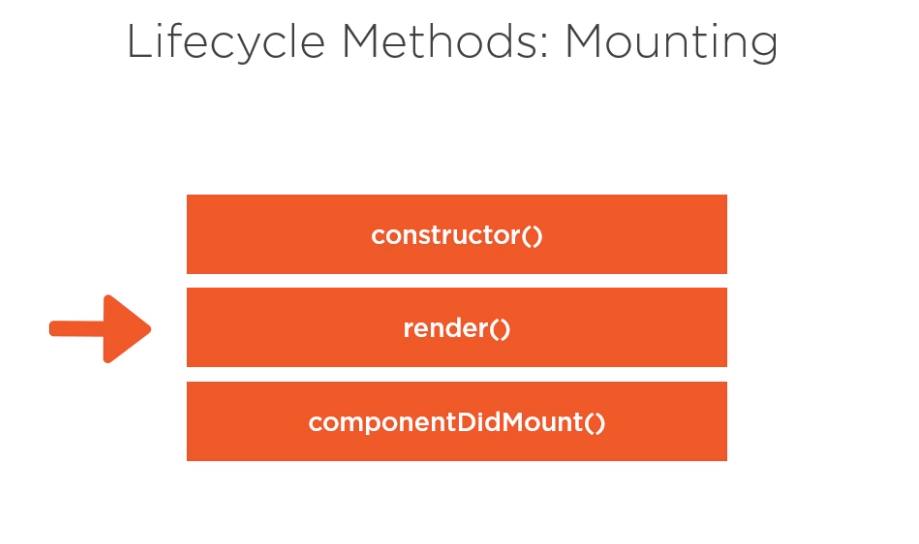 Lifecycle Methods: Mounting
constructor()
render()
componentDidMount()